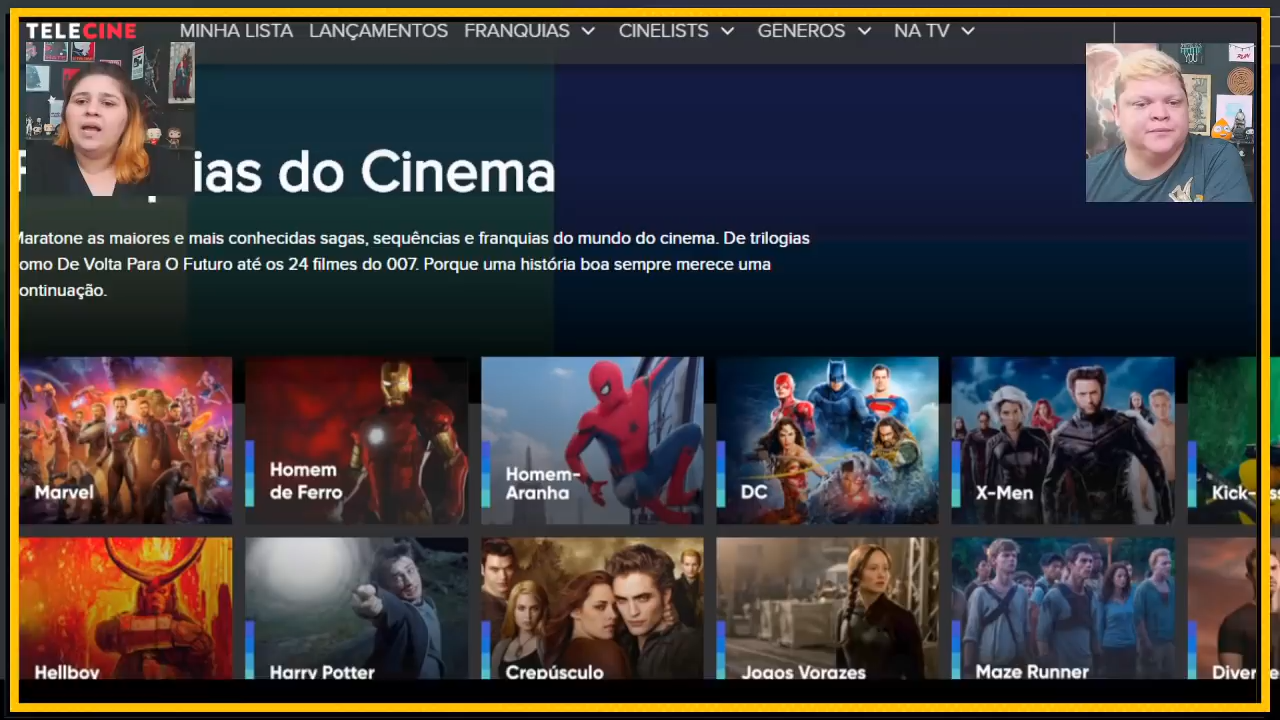 TELECINE MINHA LISTA LANÇAMENTOS FRANQUIAS CINELISTS GENEROS NA TV
ias do Cinema
Maratone as maiores e mais conhecidas sagas, sequências e franquias do mundo do cinema. De trilogias
omo De Volta Para O Futuro até os 24 filmes do 007. Porque uma história boa sempre merece uma
ontinuação.
Marvel
Homem
de Ferro
Homem-
Aranha
DC
X-Men
Kick-
Hellboy
Harry Potter
Crepúsculo
Jogos Vorazes
Maze Runner
Diver